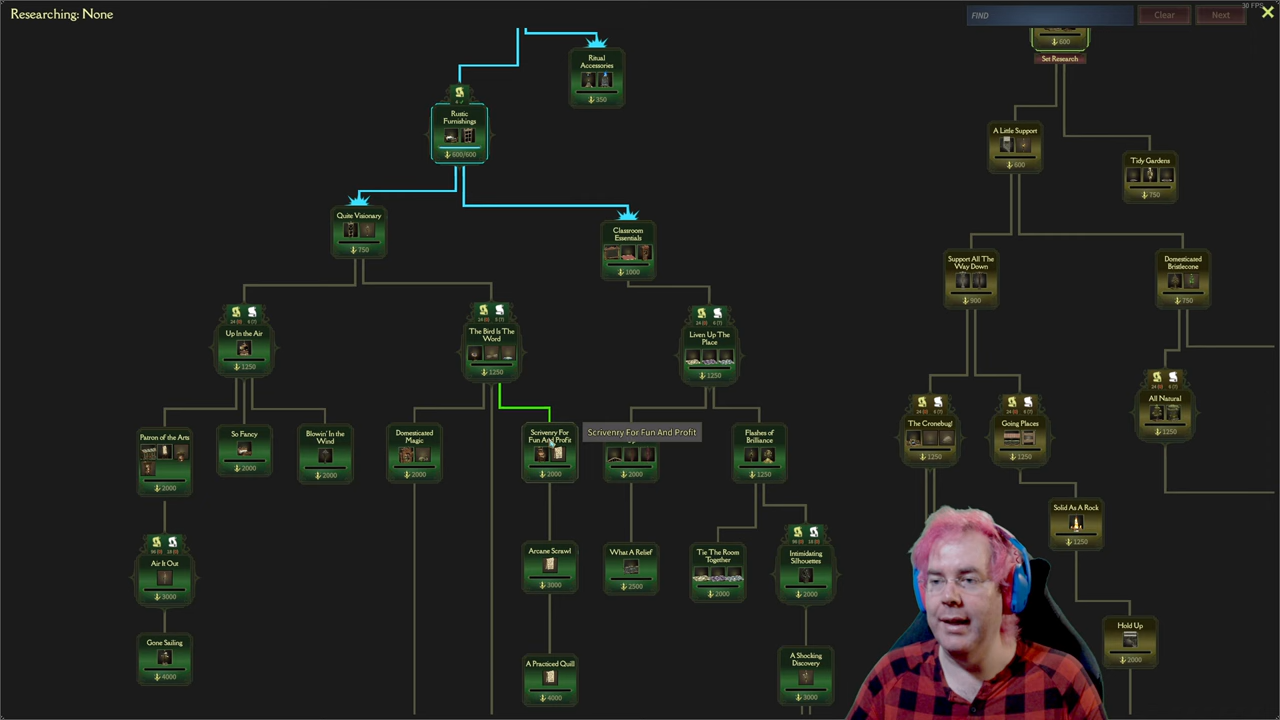 Researching: None
FIND
Clear
Next
30 FPS
Ritual
Accessories
350
600
Set Research
Rustic
Furnishings
600/600
A Little Support
600
Tidy Gardens
750
Quite Visionary
750
Classroom
Essentials
1000
Support All The
Way Down
900
Domesticated
Bristlecone
750
Up In the Air
1250
The Bird Is The
Word
1250
Liven Up The
Place
1250
All Natural
1250
The Cronebug!
1250
Going Places
1250
Patron of the Arts
2000
So Fancy
2000
Blowin' In the
Wind
2000
Domesticated
Magic
2000
Scrivenry For
Fun And Profit
2000
Scrivenry For Fun And Profit
2000
Flashes of
Brilliance
1250
Solid As A Rock
1250
Air It Out
3000
Arcane Scrawl
3000
What A Relief
2500
Tie The Room
Together
2000
Intimidating
Silhouettes
2000
Hold Up
2000
Gone Sailing
4000
A Practiced Quill
4000
A Shocking
Discovery
3000